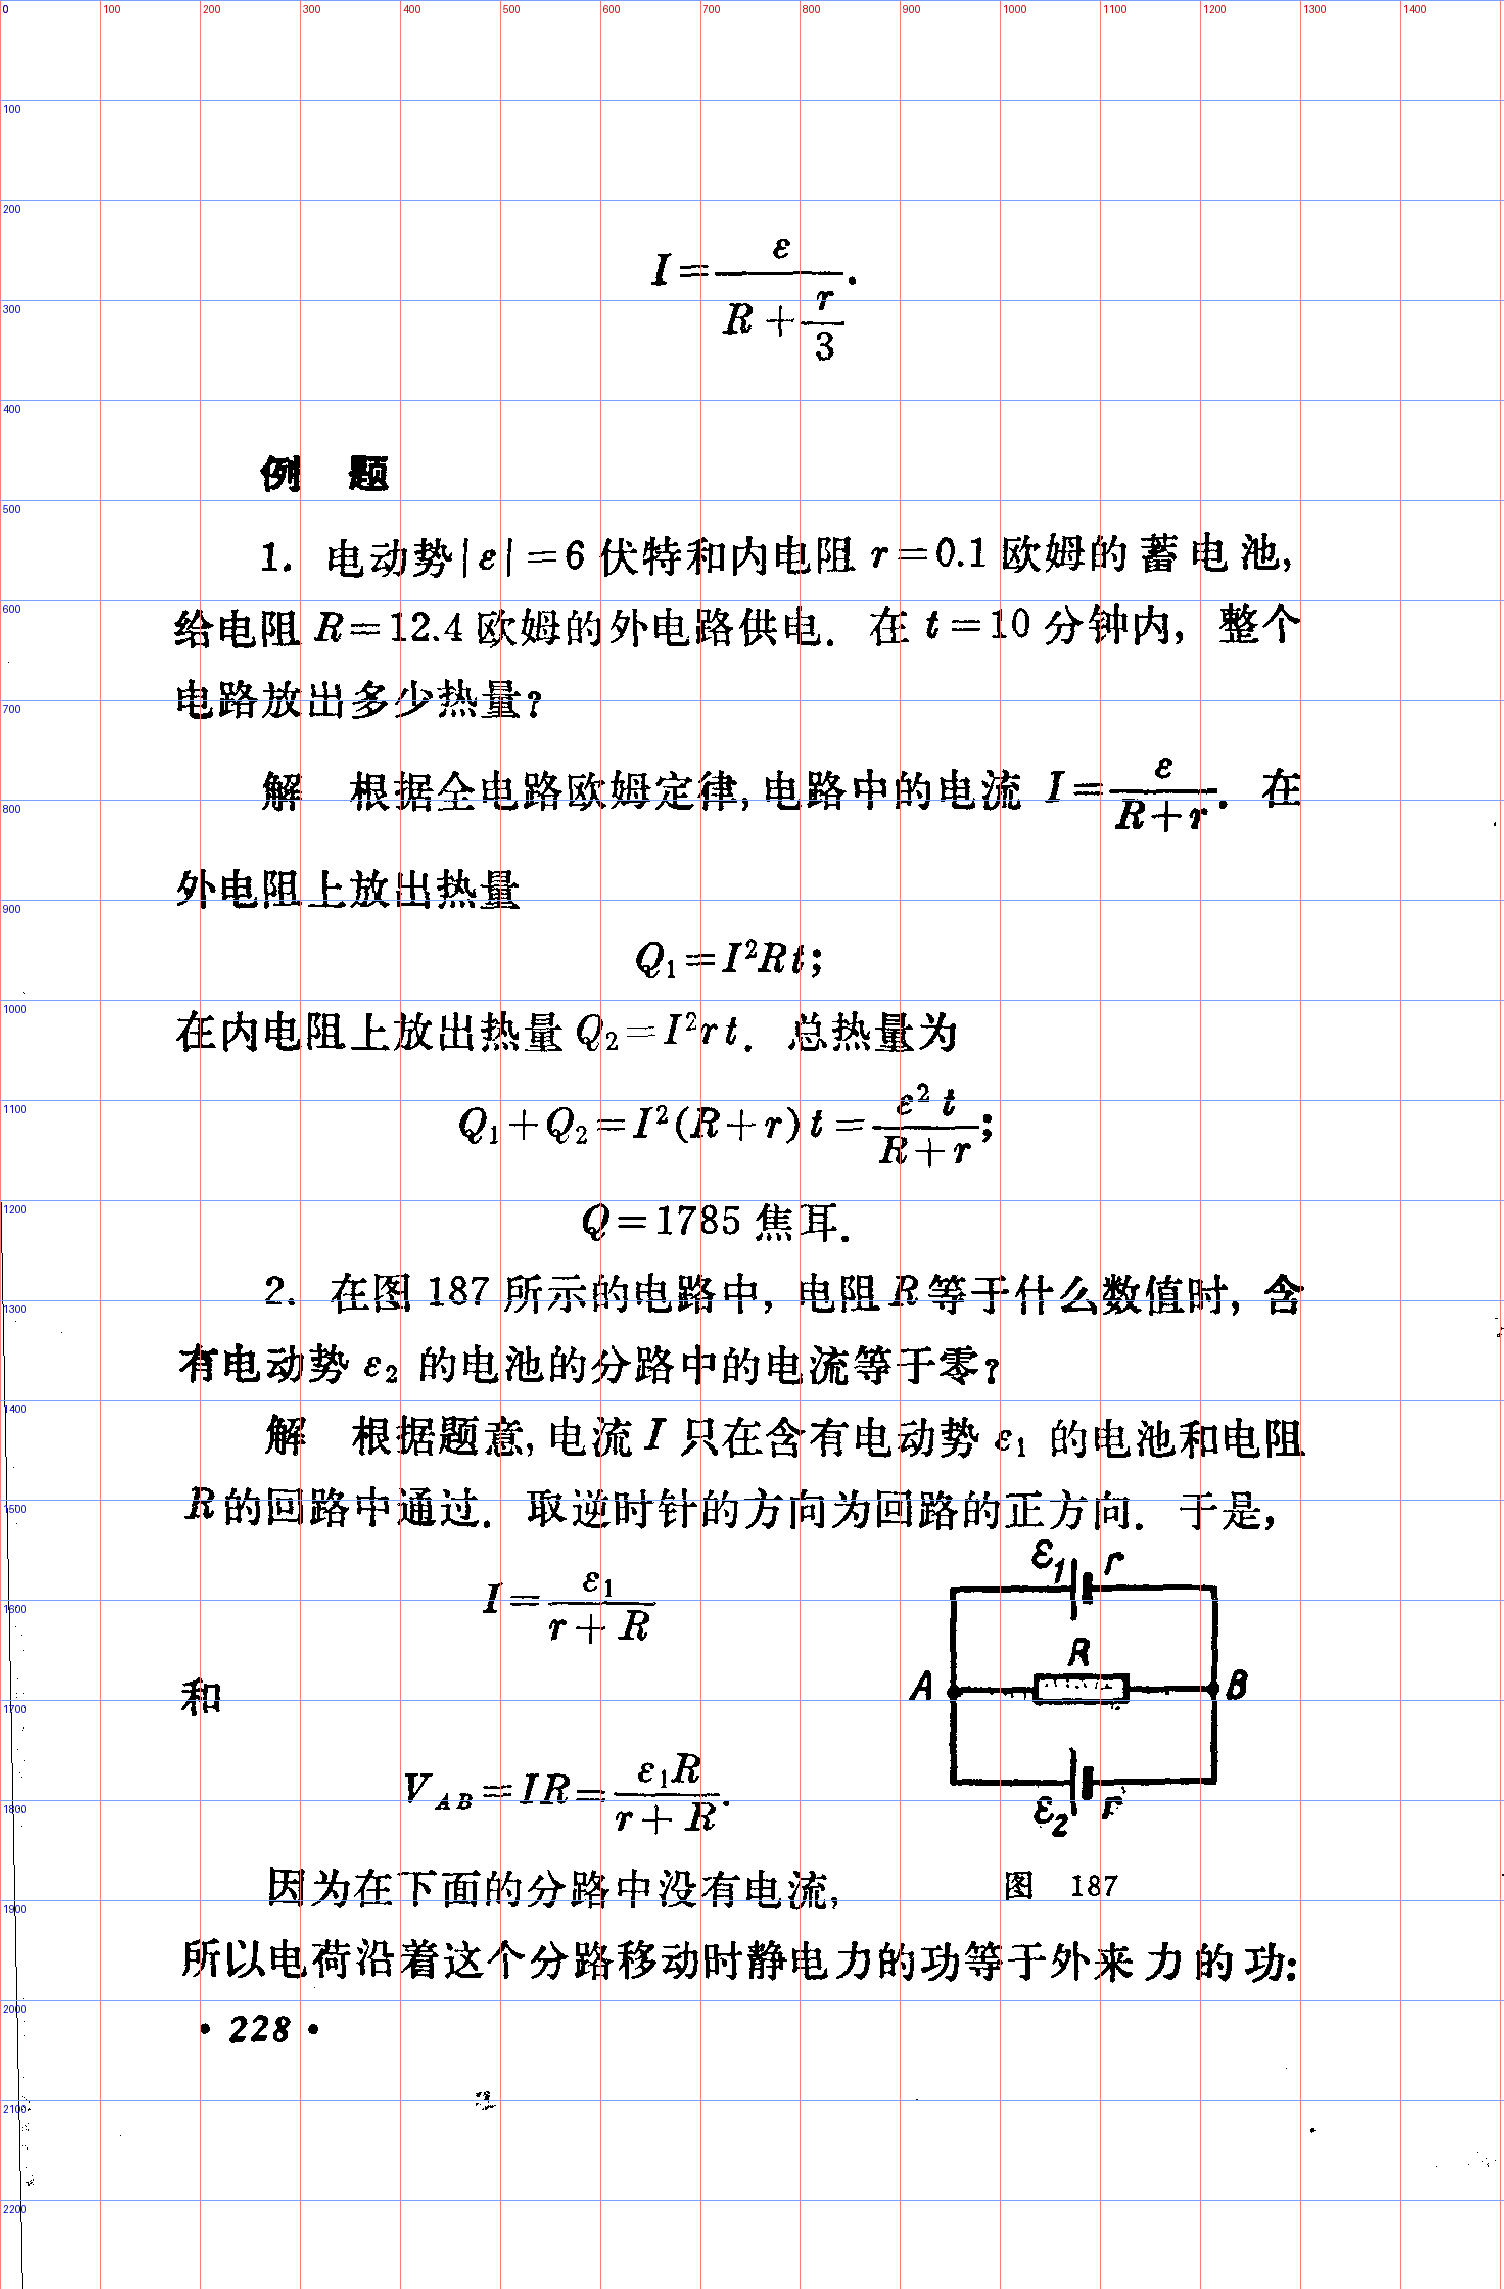 I = ε / (R + r/3).
例 题
1. 电动势|ε|=6 伏特和内电阻 r=0.1 欧姆的蓄电池,
给电阻 R=12.4 欧姆的外电路供电. 在 t=10 分钟内, 整个
电路放出多少热量?
解 根据全电路欧姆定律, 电路中的电流 I = ε/(R+r). 在
外电阻上放出热量
Q₁=I²Rt;
在内电阻上放出热量 Q₂=I²rt. 总热量为
Q₁+Q₂=I²(R+r)t = ε²t/(R+r);
Q=1785 焦耳.
2. 在图 187 所示的电路中, 电阻 R 等于什么数值时, 含
有电动势 ε₂ 的电池的分路中的电流等于零?
解 根据题意, 电流 I 只在含有电动势 ε₁ 的电池和电阻
R 的回路中通过. 取逆时针的方向为回路的正方向. 于是,
I = ε₁/(r+R)
和
V_AB = IR = ε₁R/(r+R).
ε₁ r
R
A B
ε₂ r
图 187
因为在下面的分路中没有电流,
所以电荷沿着这个分路移动时静电力的功等于外来力的功:
• 228 •